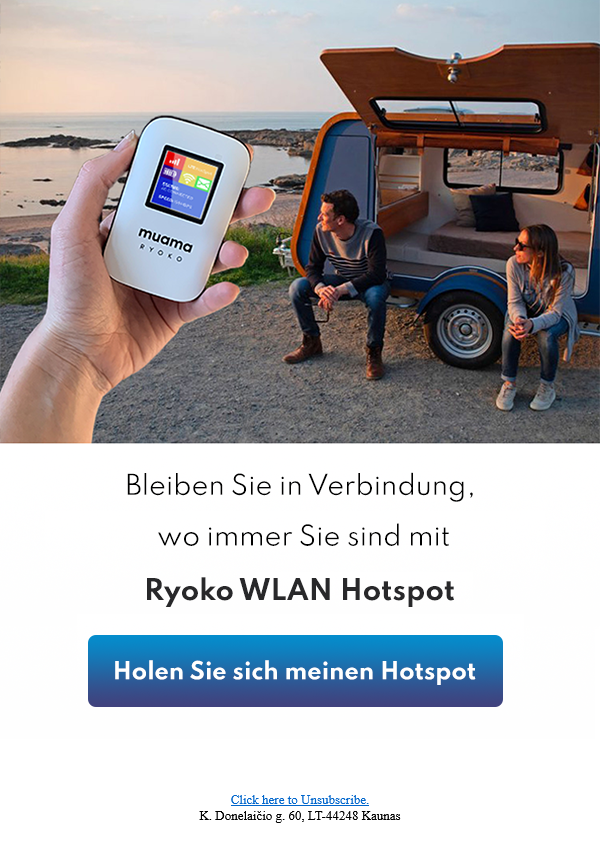 muama
RYOKO
Bleiben Sie in Verbindung,
wo immer Sie sind mit
Ryoko WLAN Hotspot
Holen Sie sich meinen Hotspot
Click here to Unsubscribe.
K. Donelaičio g. 60, LT-44248 Kaunas